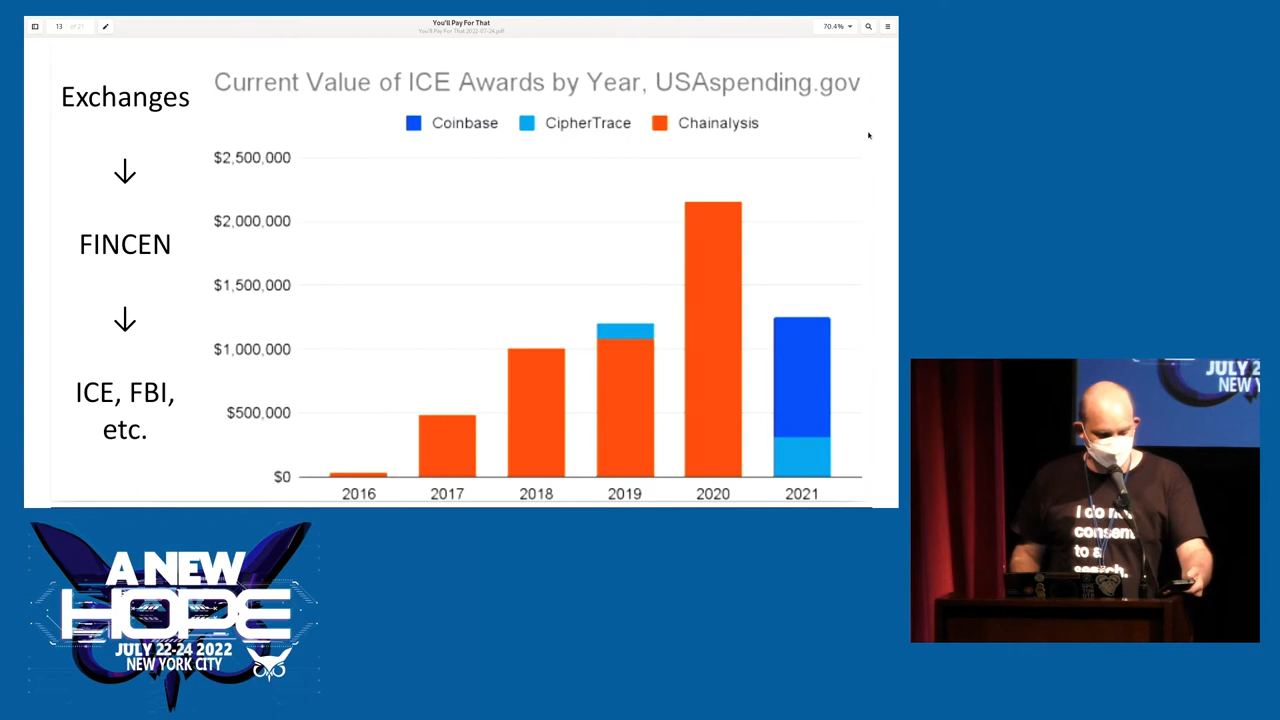 13 of 21
You'll Pay For That
You'll Pay For That 2022-07-24.pdf
70.4%
Exchanges
↓
FINCEN
↓
ICE, FBI,
etc.
Current Value of ICE Awards by Year, USAspending.gov
Coinbase CipherTrace Chainalysis
$2,500,000
$2,000,000
$1,500,000
$1,000,000
$500,000
$0
2016 2017 2018 2019 2020 2021
JULY 2
NEW Y
I do not
consent
to a
search.
A NEW
HOPE
JULY 22-24 2022
NEW YORK CITY